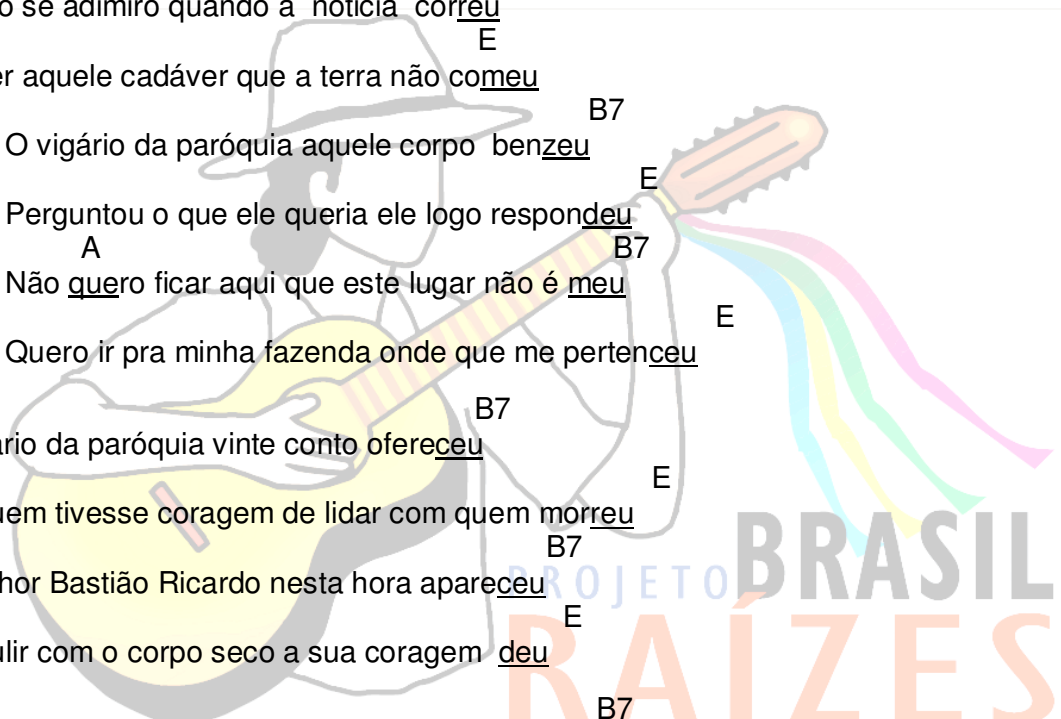 o se adimiro quando a notícia correu
E
er aquele cadáver que a terra não comeu
B7
O vigário da paróquia aquele corpo benzeu
E
Perguntou o que ele queria ele logo respondeu
A B7
Não quero ficar aqui que este lugar não é meu
E
Quero ir pra minha fazenda onde que me pertenceu
B7
ário da paróquia vinte conto ofereceu
E
uem tivesse coragem de lidar com quem morreu
B7
hor Bastião Ricardo nesta hora apareceu
E
ulir com o corpo seco a sua coragem deu
B7
PROJETO BRASIL
RAÍZES